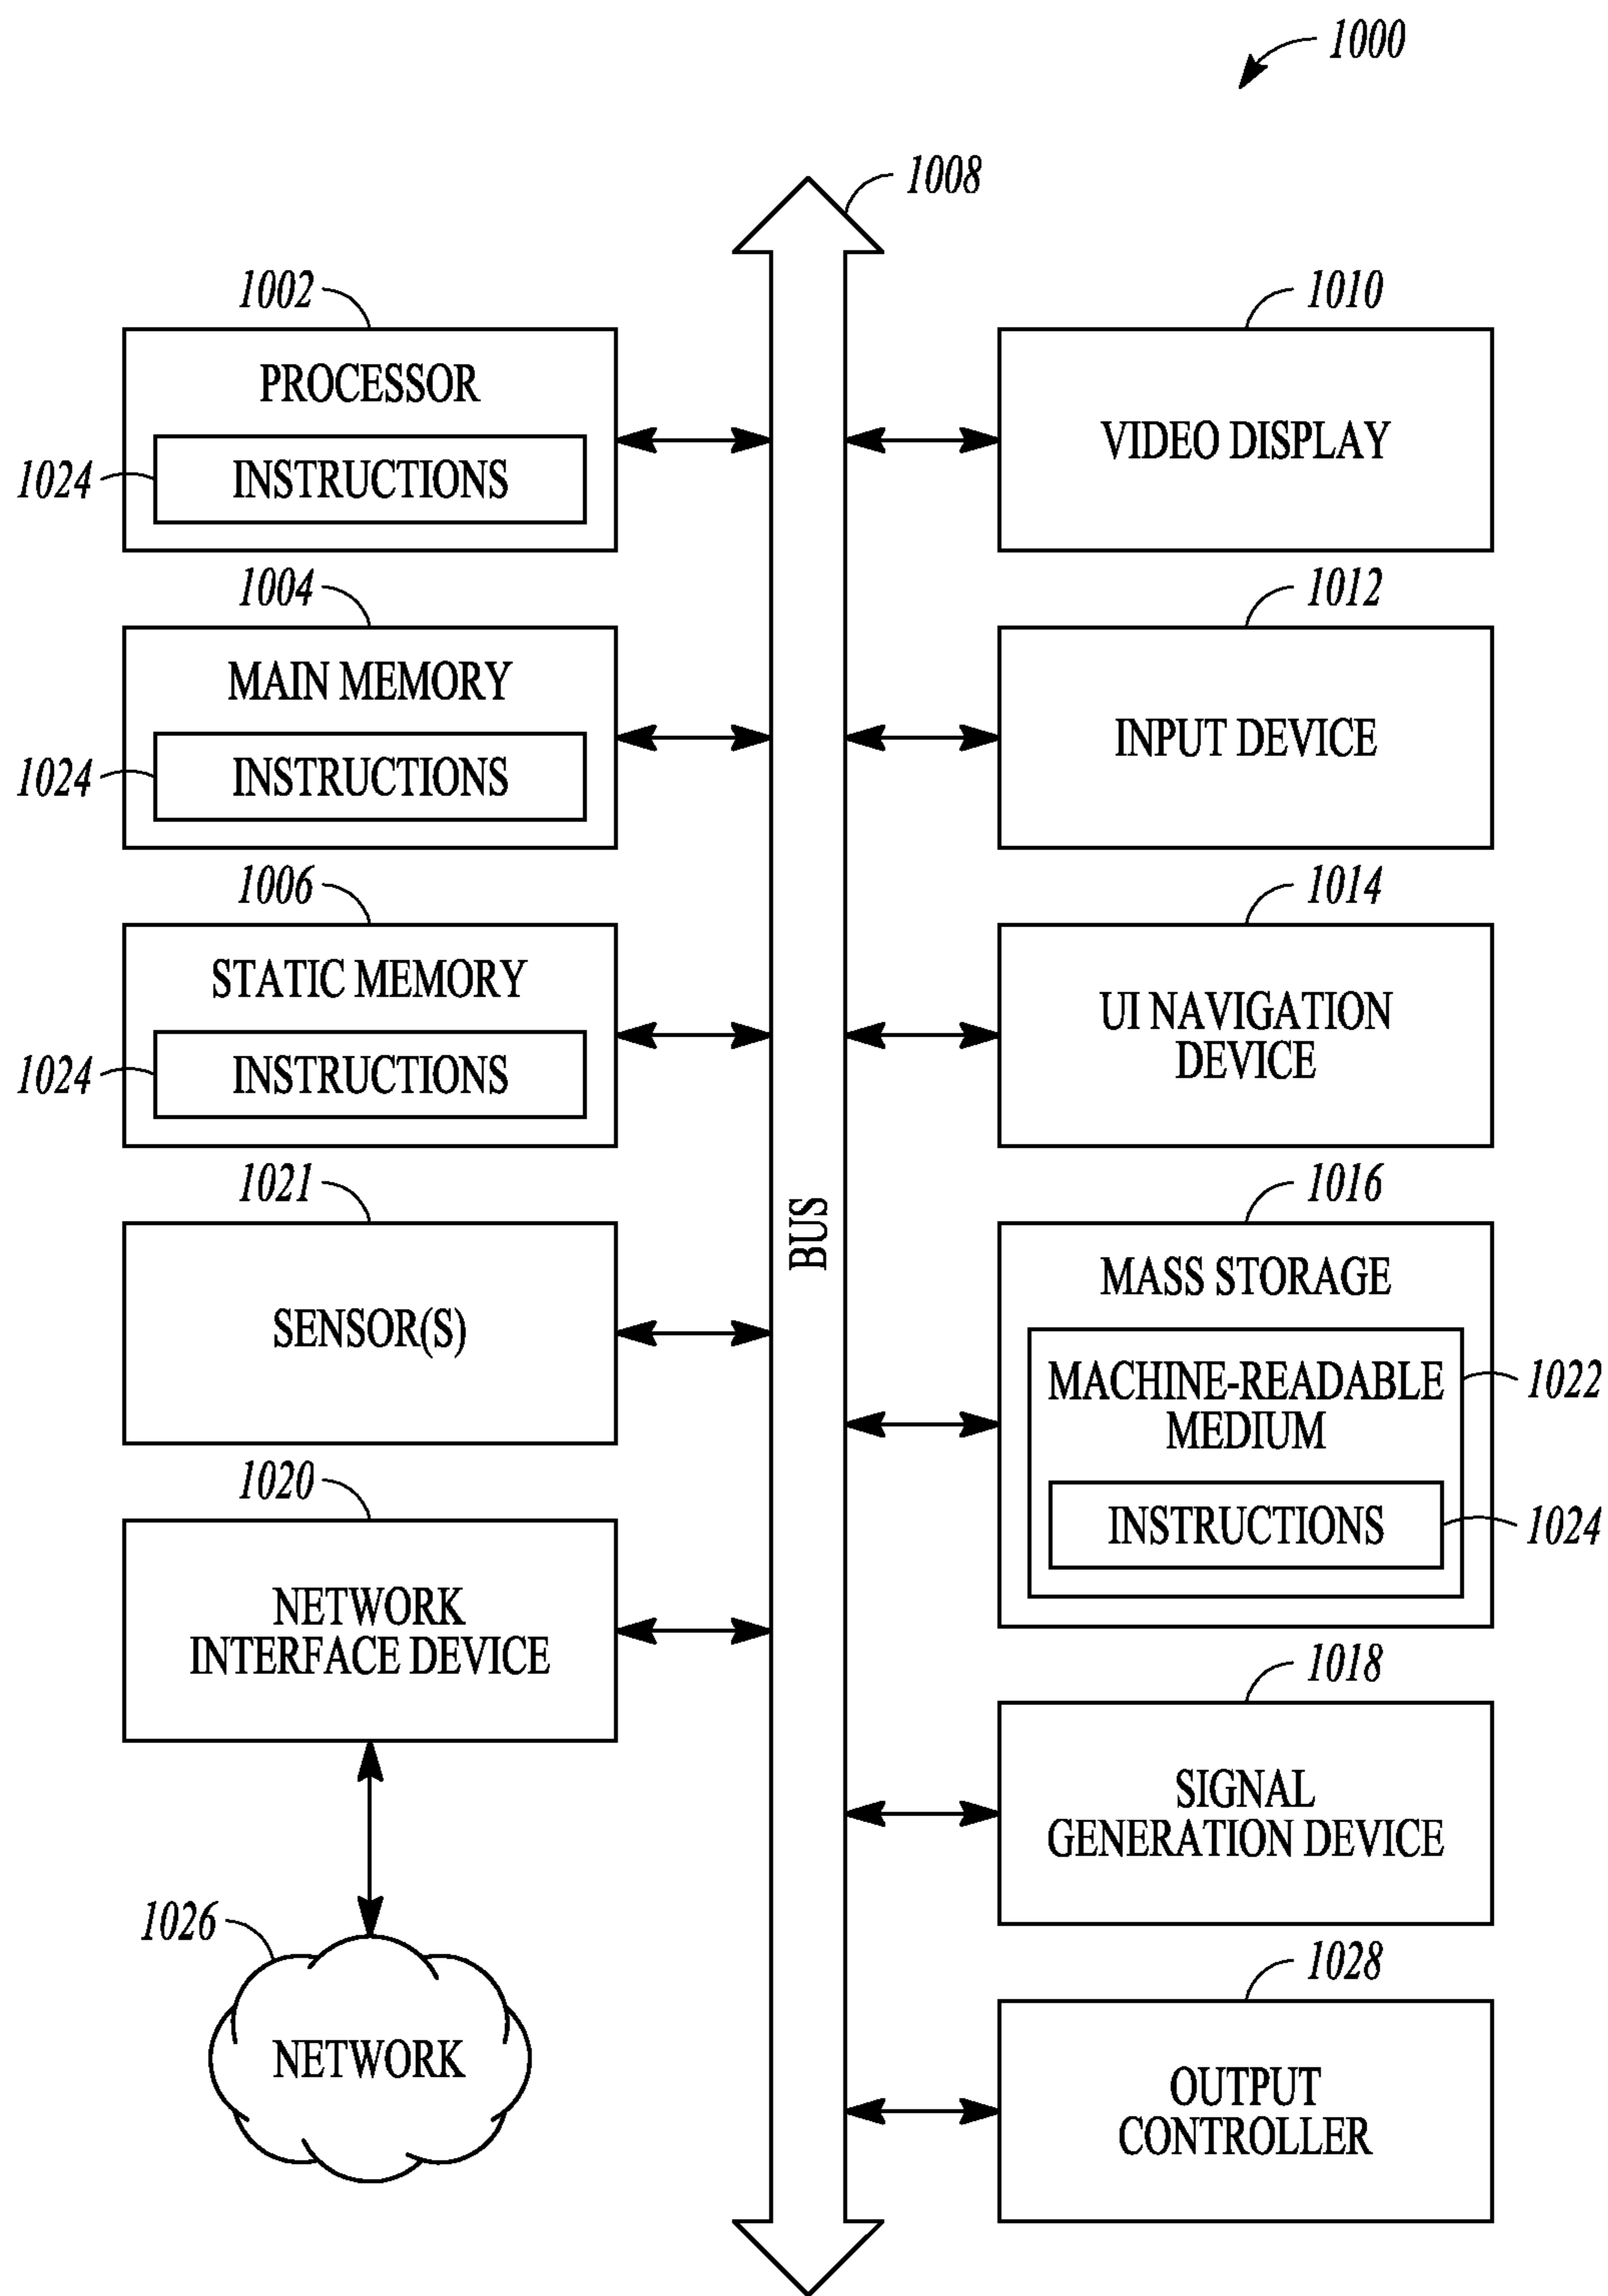 1000
1008
1002
PROCESSOR
1024
INSTRUCTIONS
1004
MAIN MEMORY
1024
INSTRUCTIONS
1006
STATIC MEMORY
1024
INSTRUCTIONS
1021
SENSOR(S)
1020
NETWORK
INTERFACE DEVICE
1026
NETWORK
BUS
1010
VIDEO DISPLAY
1012
INPUT DEVICE
1014
UI NAVIGATION
DEVICE
1016
MASS STORAGE
MACHINE-READABLE
MEDIUM
1022
INSTRUCTIONS
1024
1018
SIGNAL
GENERATION DEVICE
1028
OUTPUT
CONTROLLER